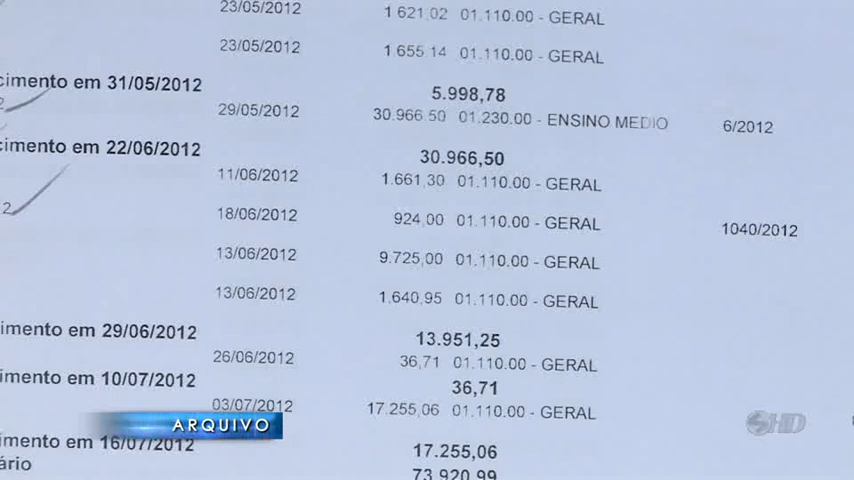 23/05/2012 1 621,02 01.110.00 - GERAL
23/05/2012 1 655,14 01.110.00 - GERAL
cimento em 31/05/2012 5.998,78
29/05/2012 30.966,50 01.230.00 - ENSINO MEDIO 6/2012
cimento em 22/06/2012 30.966,50
11/06/2012 1.661,30 01.110.00 - GERAL
2 18/06/2012 924,00 01.110.00 - GERAL 1040/2012
13/06/2012 9.725,00 01.110.00 - GERAL
13/06/2012 1.640,95 01.110.00 - GERAL
imento em 29/06/2012 13.951,25
26/06/2012 36,71 01.110.00 - GERAL
imento em 10/07/2012 36,71
03/07/2012 17.255,06 01.110.00 - GERAL
ARQUIVO
HD
imento em 16/07/2012 17.255,06
ário 73.920,99